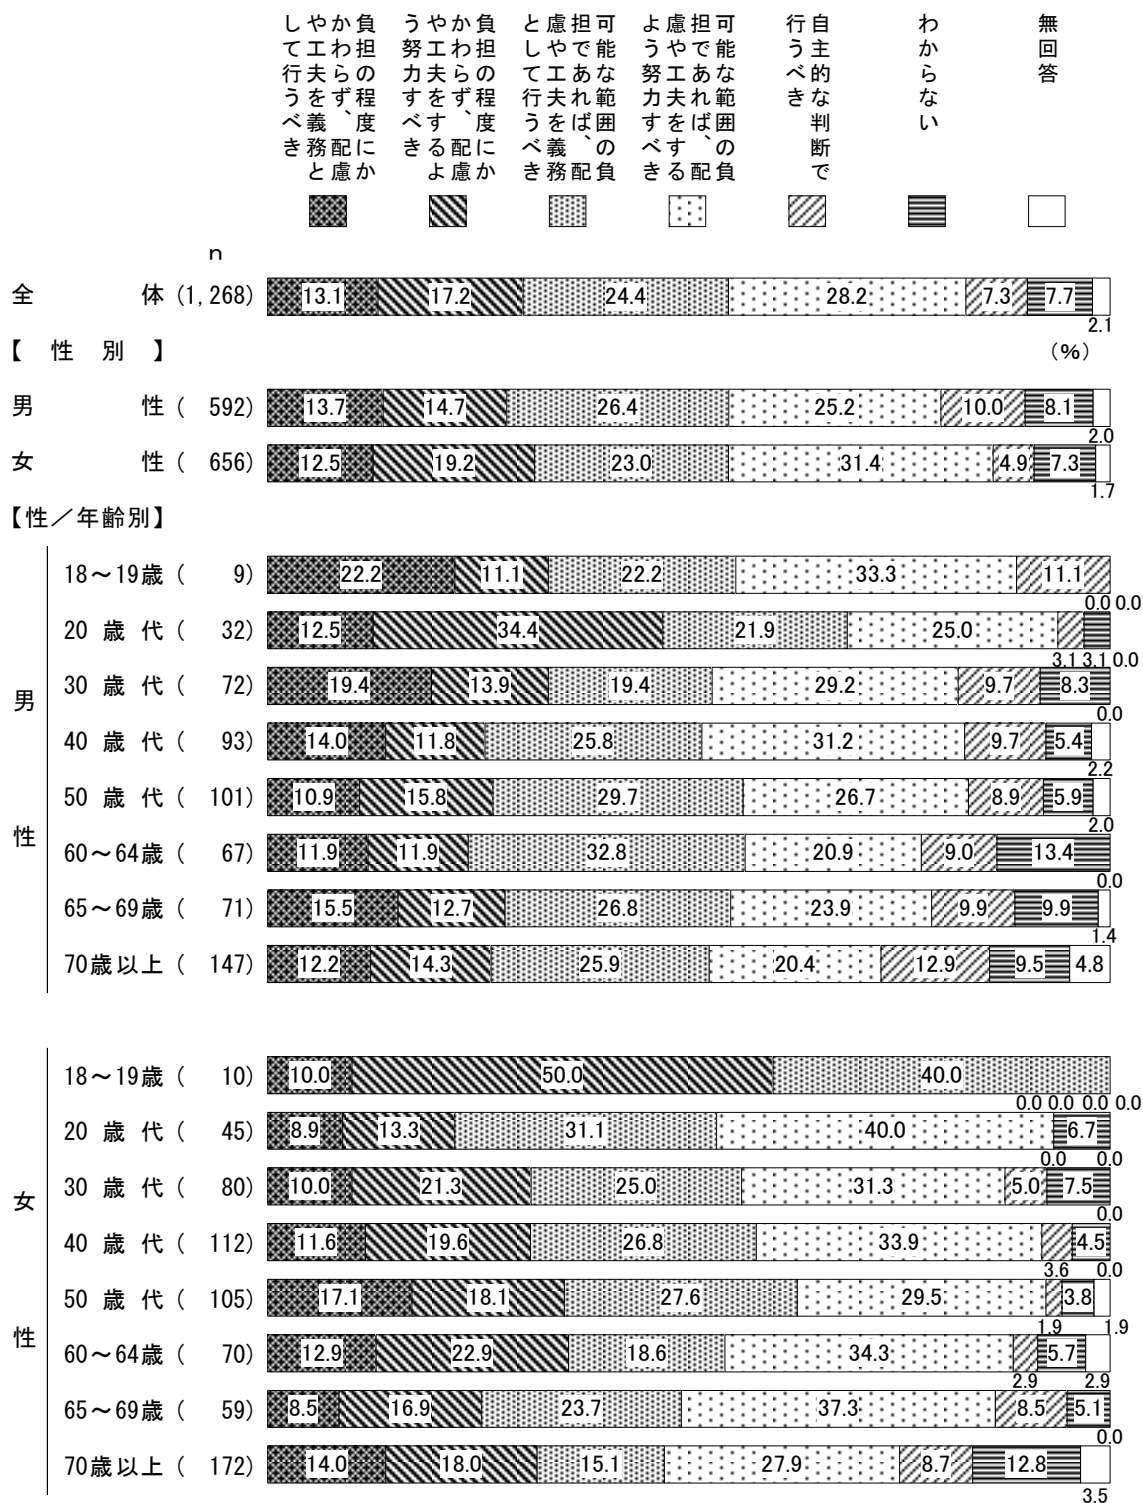 負担の程度にか
かわらず、配慮
や工夫を義務と
して行うべき
負担の程度にか
かわらず、配慮
や工夫をするよ
う努力すべき
可能な範囲の負
担であれば、配
慮や工夫を義務
として行うべき
可能な範囲の負
担であれば、配
慮や工夫をする
よう努力すべき
自主的な判断で
行うべき
わからない
無回答
n
全体 (1,268) 13.1 17.2 24.4 28.2 7.3 7.7
2.1
【性別】 (%)
男性 ( 592) 13.7 14.7 26.4 25.2 10.0 8.1
2.0
女性 ( 656) 12.5 19.2 23.0 31.4 4.9 7.3
1.7
【性／年齢別】
男性
18～19歳 ( 9) 22.2 11.1 22.2 33.3 11.1
0.0 0.0
20歳代 ( 32) 12.5 34.4 21.9 25.0
3.1 3.1 0.0
30歳代 ( 72) 19.4 13.9 19.4 29.2 9.7 8.3
0.0
40歳代 ( 93) 14.0 11.8 25.8 31.2 9.7 5.4
2.2
50歳代 ( 101) 10.9 15.8 29.7 26.7 8.9 5.9
2.0
60～64歳 ( 67) 11.9 11.9 32.8 20.9 9.0 13.4
0.0
65～69歳 ( 71) 15.5 12.7 26.8 23.9 9.9 9.9
1.4
70歳以上 ( 147) 12.2 14.3 25.9 20.4 12.9 9.5 4.8
女性
18～19歳 ( 10) 10.0 50.0 40.0
0.0 0.0 0.0 0.0
20歳代 ( 45) 8.9 13.3 31.1 40.0 6.7
0.0 0.0
30歳代 ( 80) 10.0 21.3 25.0 31.3 5.0 7.5
0.0
40歳代 ( 112) 11.6 19.6 26.8 33.9 4.5
3.6 0.0
50歳代 ( 105) 17.1 18.1 27.6 29.5 3.8
1.9 1.9
60～64歳 ( 70) 12.9 22.9 18.6 34.3 5.7
2.9 2.9
65～69歳 ( 59) 8.5 16.9 23.7 37.3 8.5 5.1
0.0
70歳以上 ( 172) 14.0 18.0 15.1 27.9 8.7 12.8
3.5